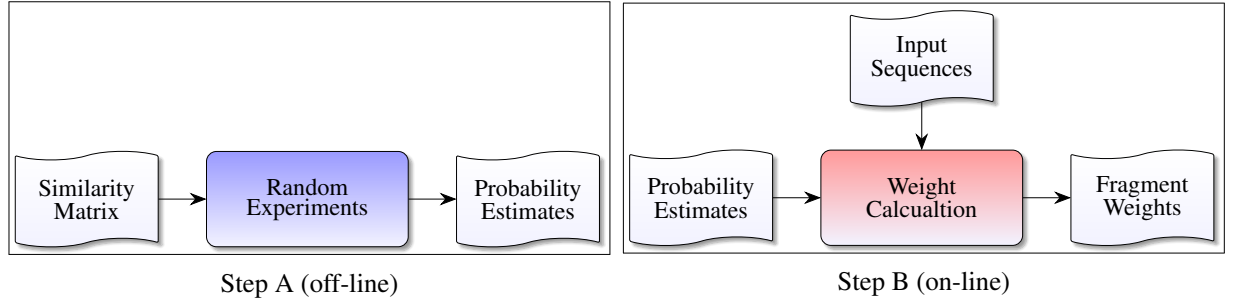 Similarity
Matrix
Random
Experiments
Probability
Estimates
Step A (off-line)
Input
Sequences
Probability
Estimates
Weight
Calcualtion
Fragment
Weights
Step B (on-line)